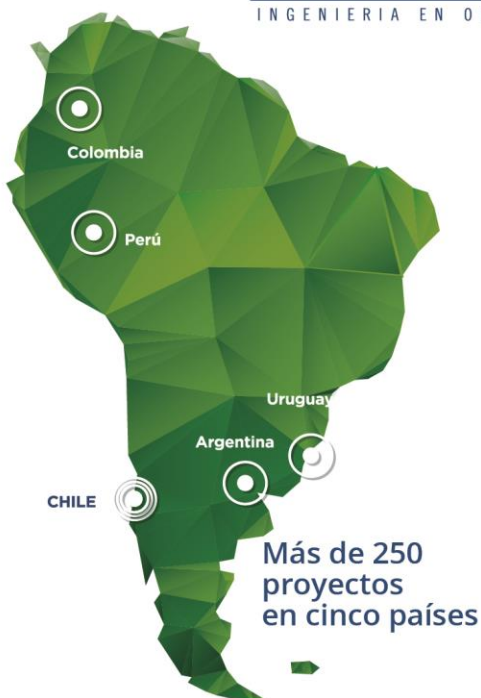 INGENIERIA EN O
Colombia
Perú
Uruguay
Argentina
CHILE
Más de 250
proyectos
en cinco países